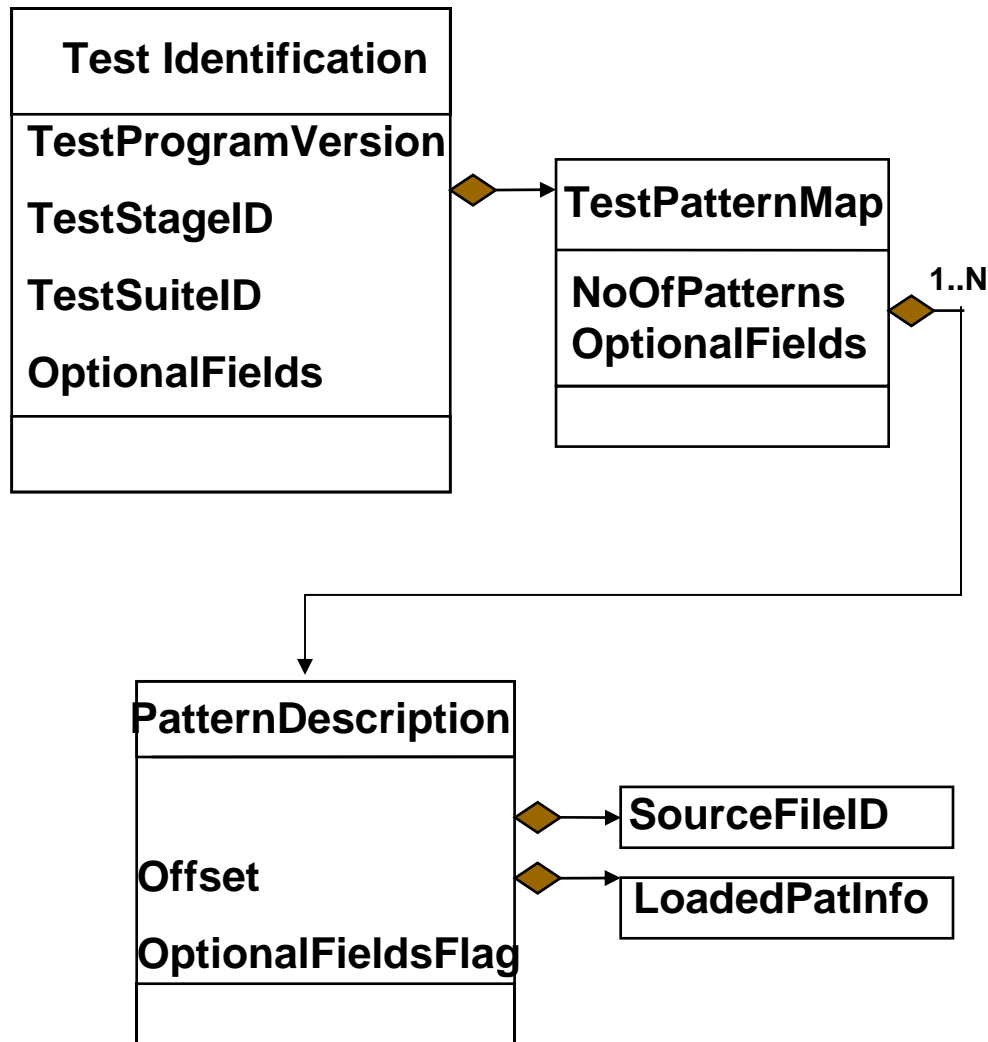 Test Identification
TestProgramVersion
TestStageID
TestSuiteID
OptionalFields
TestPatternMap
NoOfPatterns
OptionalFields
1..N
PatternDescription
Offset
OptionalFieldsFlag
SourceFileID
LoadedPatInfo